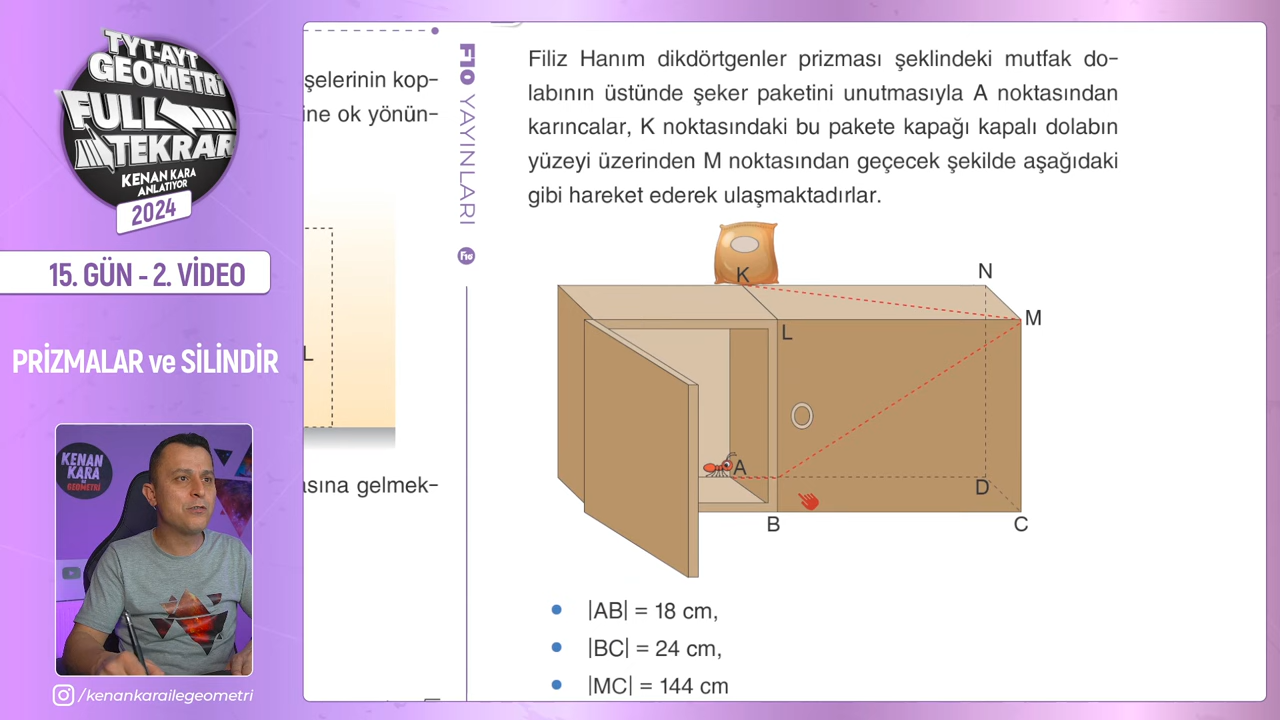 TYT-AYT
GEOMETRİ
FULL
TEKRAR
KENAN KARA
ANLATIYOR
2024
15. GÜN - 2. VİDEO
PRİZMALAR ve SİLİNDİR
KENAN
KARA
ile
GEOMETRİ
/kenankarailegeometri
şelerinin kop-
ine ok yönün-
L
asına gelmek-
F10 YAYINLARI
F10
Filiz Hanım dikdörtgenler prizması şeklindeki mutfak do-
labının üstünde şeker paketini unutmasıyla A noktasından
karıncalar, K noktasındaki bu pakete kapağı kapalı dolabın
yüzeyi üzerinden M noktasından geçecek şekilde aşağıdaki
gibi hareket ederek ulaşmaktadırlar.
K
N
M
L
A
D
B
C
• |AB| = 18 cm,
• |BC| = 24 cm,
• |MC| = 144 cm